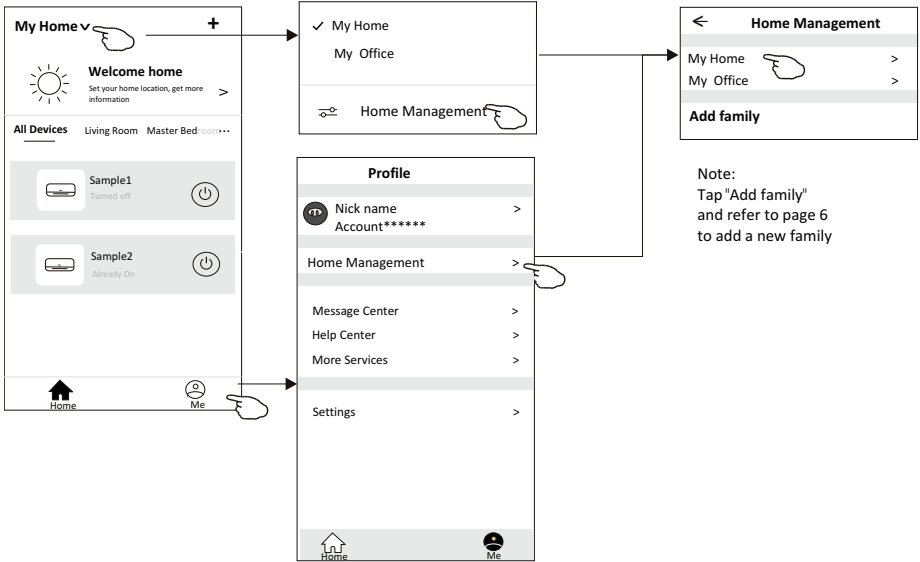 My Home
+
Welcome home
Set your home location, get more
information
>
All Devices Living Room Master Bedroom...
Sample1
Turned off
Sample2
Already On
Home Me
✓ My Home
My Office
Home Management
Profile
Nick name >
Account******
Home Management >
Message Center >
Help Center >
More Services >
Settings >
Home Me
Home Management
My Home >
My Office >
Add family
Note:
Tap "Add family"
and refer to page 6
to add a new family